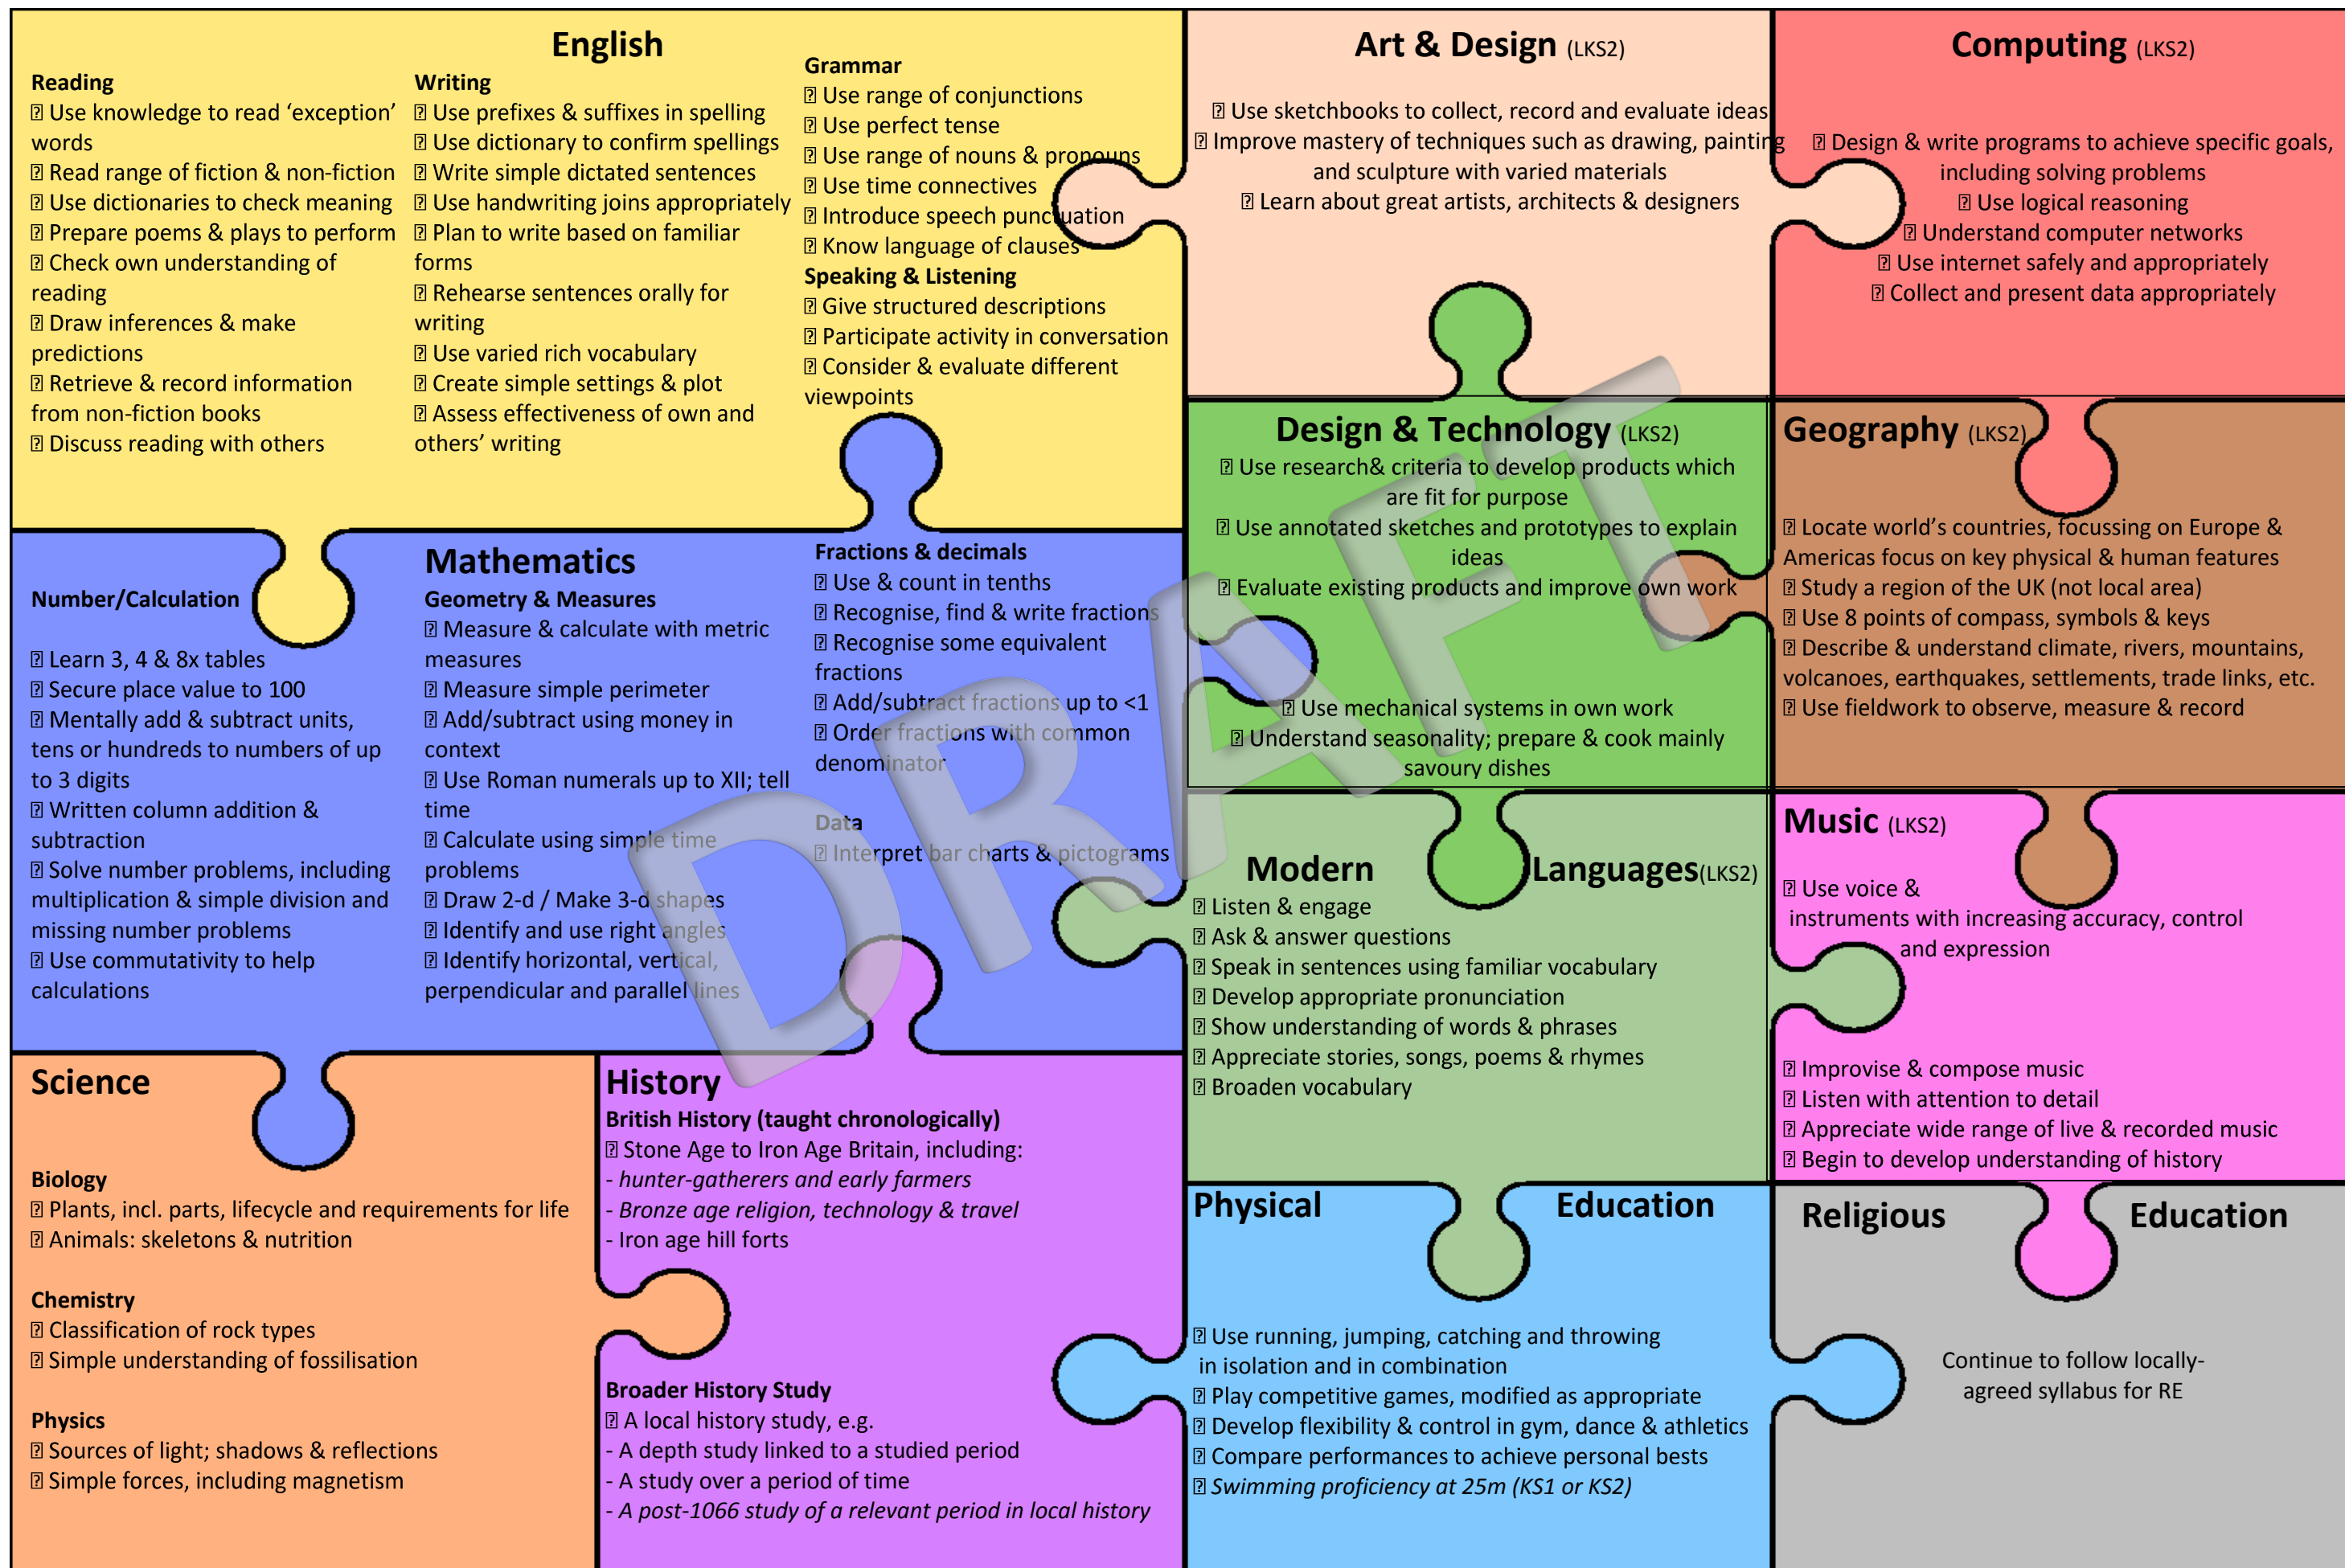 English
Reading
⍰ Use knowledge to read ‘exception’
words
⍰ Read range of fiction & non-fiction
⍰ Use dictionaries to check meaning
⍰ Prepare poems & plays to perform
⍰ Check own understanding of
reading
⍰ Draw inferences & make
predictions
⍰ Retrieve & record information
from non-fiction books
⍰ Discuss reading with others
Writing
⍰ Use prefixes & suffixes in spelling
⍰ Use dictionary to confirm spellings
⍰ Write simple dictated sentences
⍰ Use handwriting joins appropriately
⍰ Plan to write based on familiar
forms
⍰ Rehearse sentences orally for
writing
⍰ Use varied rich vocabulary
⍰ Create simple settings & plot
⍰ Assess effectiveness of own and
others’ writing
Grammar
⍰ Use range of conjunctions
⍰ Use perfect tense
⍰ Use range of nouns & pronouns
⍰ Use time connectives
⍰ Introduce speech punctuation
⍰ Know language of clauses
Speaking & Listening
⍰ Give structured descriptions
⍰ Participate activity in conversation
⍰ Consider & evaluate different
viewpoints
Art & Design (LKS2)
⍰ Use sketchbooks to collect, record and evaluate ideas
⍰ Improve mastery of techniques such as drawing, painting
and sculpture with varied materials
⍰ Learn about great artists, architects & designers
Computing (LKS2)
⍰ Design & write programs to achieve specific goals,
including solving problems
⍰ Use logical reasoning
⍰ Understand computer networks
⍰ Use internet safely and appropriately
⍰ Collect and present data appropriately
Mathematics
Number/Calculation
⍰ Learn 3, 4 & 8x tables
⍰ Secure place value to 100
⍰ Mentally add & subtract units,
tens or hundreds to numbers of up
to 3 digits
⍰ Written column addition &
subtraction
⍰ Solve number problems, including
multiplication & simple division and
missing number problems
⍰ Use commutativity to help
calculations
Geometry & Measures
⍰ Measure & calculate with metric
measures
⍰ Measure simple perimeter
⍰ Add/subtract using money in
context
⍰ Use Roman numerals up to XII; tell
time
⍰ Calculate using simple time
problems
⍰ Draw 2-d / Make 3-d shapes
⍰ Identify and use right angles
⍰ Identify horizontal, vertical,
perpendicular and parallel lines
Fractions & decimals
⍰ Use & count in tenths
⍰ Recognise, find & write fractions
⍰ Recognise some equivalent
fractions
⍰ Add/subtract fractions up to <1
⍰ Order fractions with common
denominator
Data
⍰ Interpret bar charts & pictograms
Design & Technology (LKS2)
⍰ Use research& criteria to develop products which
are fit for purpose
⍰ Use annotated sketches and prototypes to explain
ideas
⍰ Evaluate existing products and improve own work
⍰ Use mechanical systems in own work
⍰ Understand seasonality; prepare & cook mainly
savoury dishes
Geography (LKS2)
⍰ Locate world’s countries, focussing on Europe &
Americas focus on key physical & human features
⍰ Study a region of the UK (not local area)
⍰ Use 8 points of compass, symbols & keys
⍰ Describe & understand climate, rivers, mountains,
volcanoes, earthquakes, settlements, trade links, etc.
⍰ Use fieldwork to observe, measure & record
Modern Languages(LKS2)
⍰ Listen & engage
⍰ Ask & answer questions
⍰ Speak in sentences using familiar vocabulary
⍰ Develop appropriate pronunciation
⍰ Show understanding of words & phrases
⍰ Appreciate stories, songs, poems & rhymes
⍰ Broaden vocabulary
Music (LKS2)
⍰ Use voice &
instruments with increasing accuracy, control
and expression
⍰ Improvise & compose music
⍰ Listen with attention to detail
⍰ Appreciate wide range of live & recorded music
⍰ Begin to develop understanding of history
Science
Biology
⍰ Plants, incl. parts, lifecycle and requirements for life
⍰ Animals: skeletons & nutrition
Chemistry
⍰ Classification of rock types
⍰ Simple understanding of fossilisation
Physics
⍰ Sources of light; shadows & reflections
⍰ Simple forces, including magnetism
History
British History (taught chronologically)
⍰ Stone Age to Iron Age Britain, including:
- hunter-gatherers and early farmers
- Bronze age religion, technology & travel
- Iron age hill forts
Broader History Study
⍰ A local history study, e.g.
- A depth study linked to a studied period
- A study over a period of time
- A post-1066 study of a relevant period in local history
Physical Education
⍰ Use running, jumping, catching and throwing
in isolation and in combination
⍰ Play competitive games, modified as appropriate
⍰ Develop flexibility & control in gym, dance & athletics
⍰ Compare performances to achieve personal bests
⍰ Swimming proficiency at 25m (KS1 or KS2)
Religious Education
Continue to follow locally-
agreed syllabus for RE
DRAFT